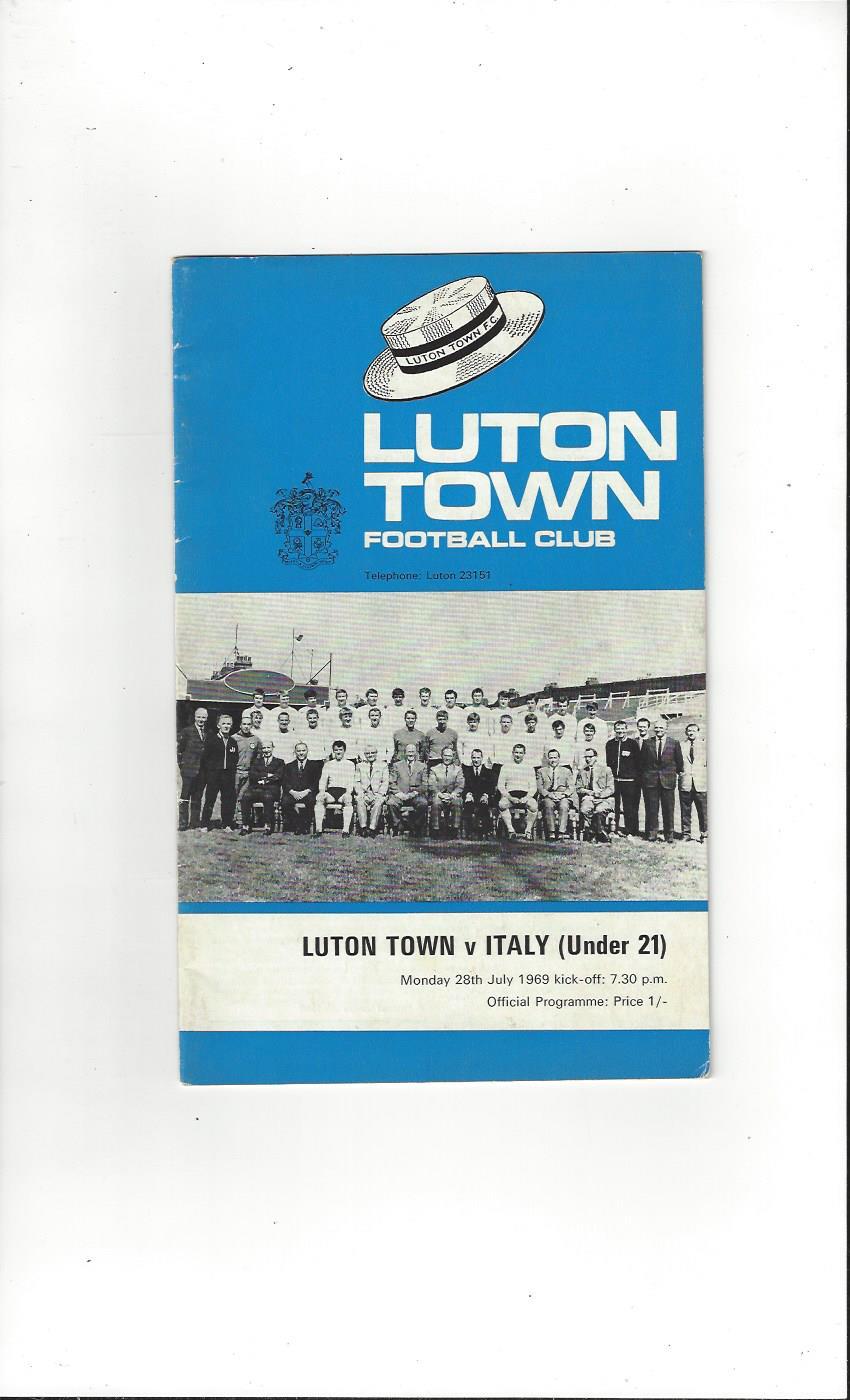 LUTON TOWN F.C.
LUTON
TOWN
FOOTBALL CLUB
Telephone: Luton 23151
LUTON TOWN v ITALY (Under 21)
Monday 28th July 1969 kick-off: 7.30 p.m.
Official Programme: Price 1/-